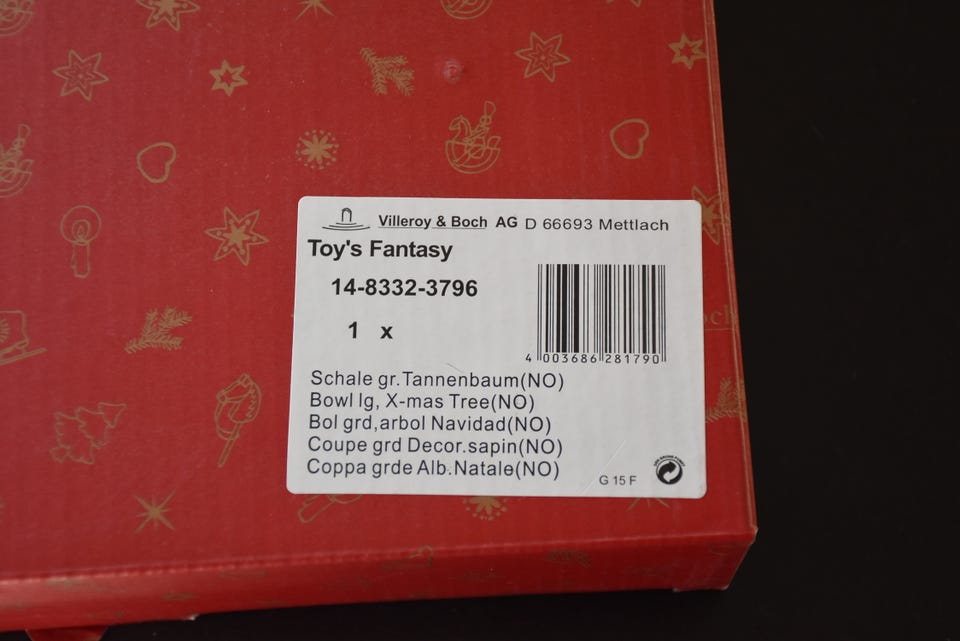 Villeroy & Boch AG D 66693 Mettlach
Toy's Fantasy
14-8332-3796
1 x
4 003686 281790
Schale gr.Tannenbaum(NO)
Bowl lg, X-mas Tree(NO)
Bol grd,arbol Navidad(NO)
Coupe grd Decor.sapin(NO)
Coppa grde Alb.Natale(NO)
G 15 F